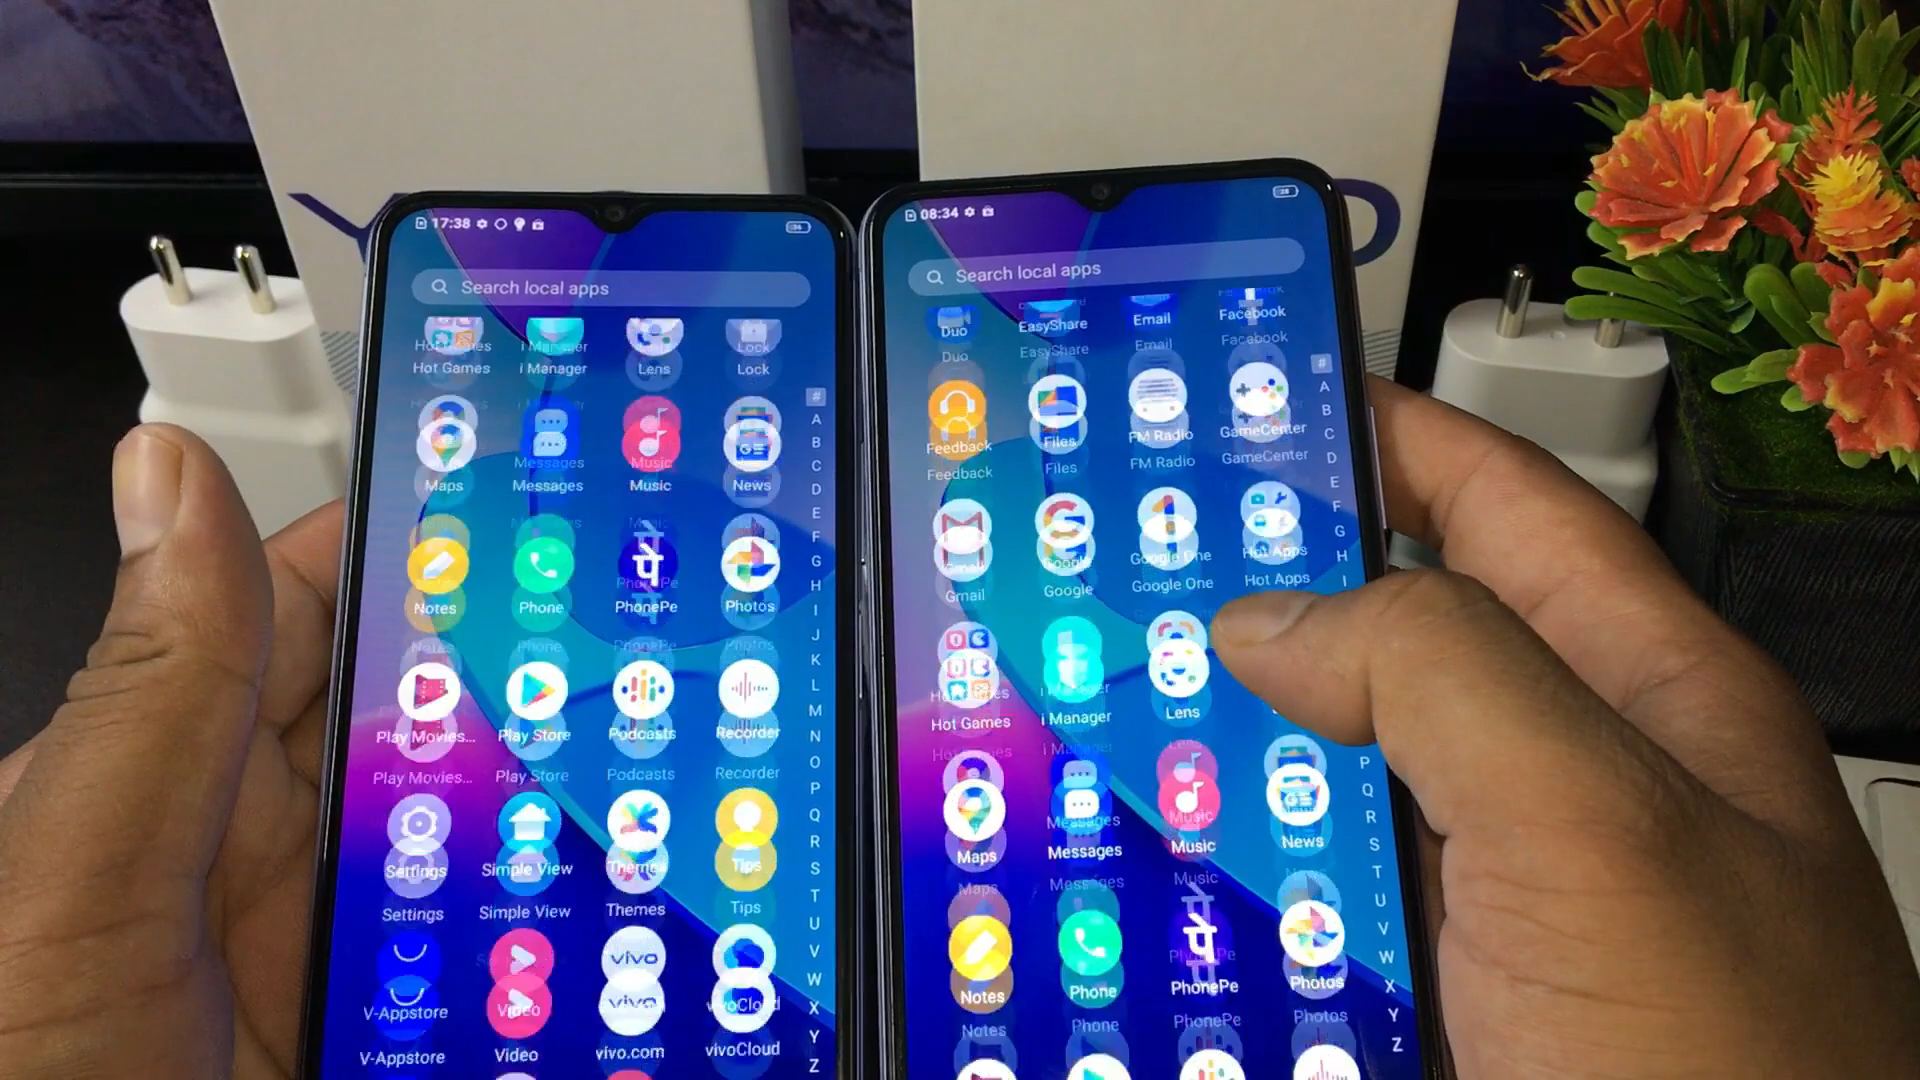 17:38
Search local apps
Hot Games i Manager Lens Lock
Maps Messages Music News
Notes Phone PhonePe Photos
Play Movies... Play Store Podcasts Recorder
Settings Simple View Themes Tips
vivo
V-Appstore Video vivo.com vivoCloud
#
A
B
C
D
E
F
G
H
I
J
K
L
M
N
O
P
Q
R
S
T
U
V
W
X
Y
Z
08:34
Search local apps
Duo EasyShare Email Facebook
Feedback Files FM Radio GameCenter
Gmail Google Google One Hot Apps
Hot Games i Manager Lens
Maps Messages Music News
पे
Notes Phone PhonePe Photos
#
A
B
C
D
E
F
G
H
I
P
Q
R
S
T
U
V
W
X
Y
Z